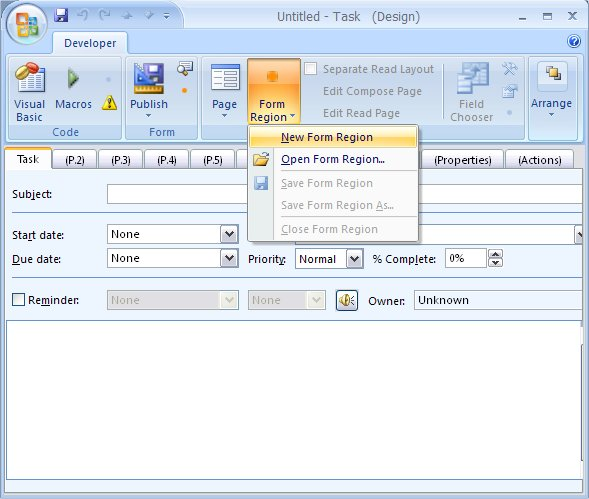 Untitled - Task (Design)
Developer
Visual Basic
Macros
Code
Publish
Form
Page
Form Region
Separate Read Layout
Edit Compose Page
Edit Read Page
Field Chooser
Arrange
New Form Region
Open Form Region...
Save Form Region
Save Form Region As...
Close Form Region
Task (P.2) (P.3) (P.4) (P.5) (Properties) (Actions)
Subject:
Start date: None
Due date: None Priority: Normal % Complete: 0%
Reminder: None None Owner: Unknown